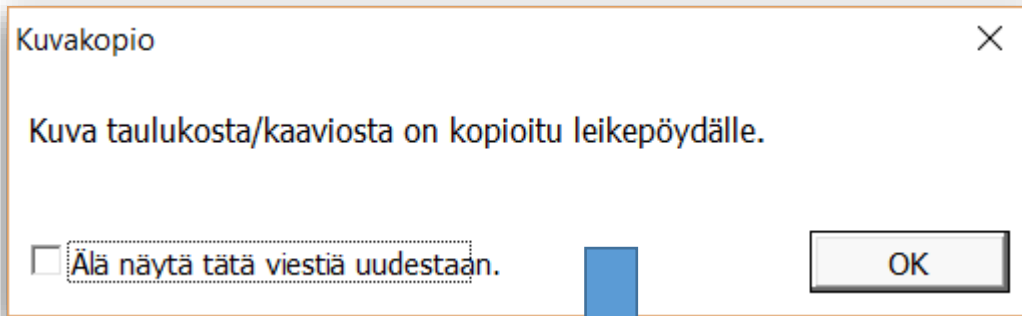 Kuvakopio
Kuva taulukosta/kaaviosta on kopioitu leikepöydälle.
Älä näytä tätä viestiä uudestaan.
OK